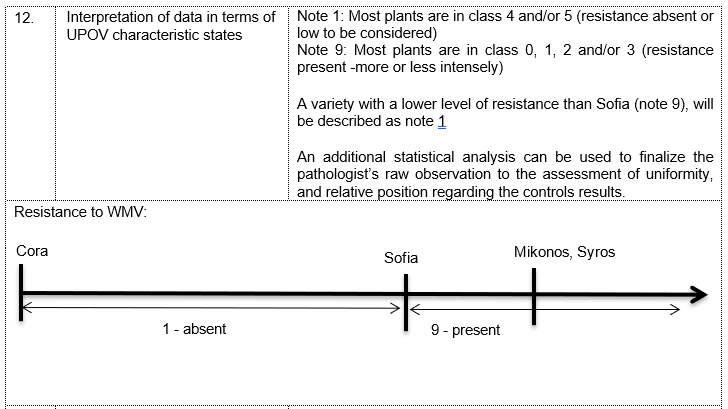 12.
Interpretation of data in terms of
UPOV characteristic states
Note 1: Most plants are in class 4 and/or 5 (resistance absent or
low to be considered)
Note 9: Most plants are in class 0, 1, 2 and/or 3 (resistance
present -more or less intensely)
A variety with a lower level of resistance than Sofia (note 9), will
be described as note 1
An additional statistical analysis can be used to finalize the
pathologist's raw observation to the assessment of uniformity,
and relative position regarding the controls results.
Resistance to WMV:
Cora
Sofia
Mikonos, Syros
1 - absent
9 - present